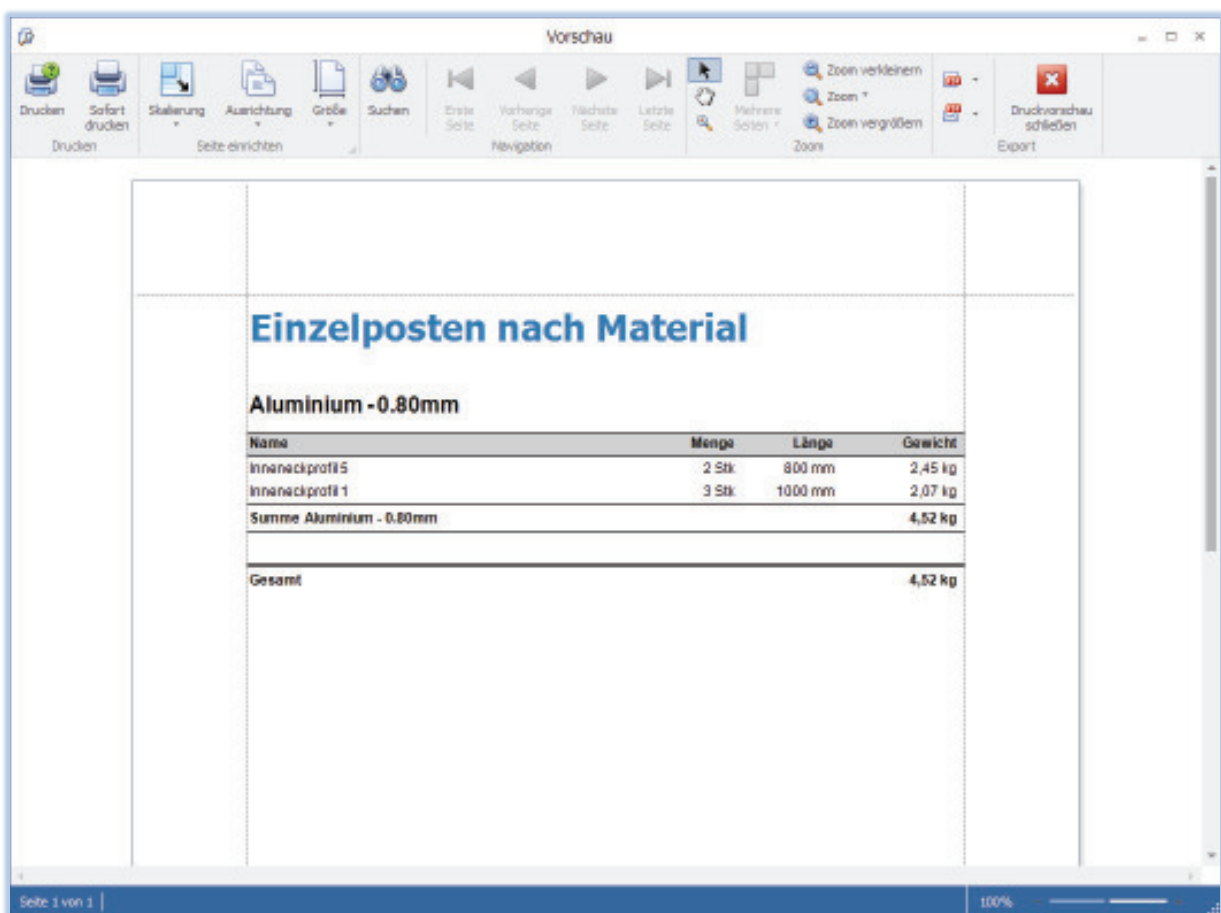 Vorschau
Drucken
Sofort drucken
Skalierung
Ausrichtung
Größe
Suchen
Erste Seite
Vorherige Seite
Nächste Seite
Letzte Seite
Mehrere Seiten
Zoom verkleinern
Zoom
Zoom vergrößern
Druckvorschau schließen
Drucken
Seite einrichten
Navigation
Zoom
Export
Einzelposten nach Material
Aluminium - 0.80mm
Name Menge Länge Gewicht
Inneneckprofil 5 2 Stk 800 mm 2,45 kg
Inneneckprofil 1 3 Stk 1000 mm 2,07 kg
Summe Aluminium - 0.80mm 4,52 kg
Gesamt 4,52 kg
Seite 1 von 1 100%